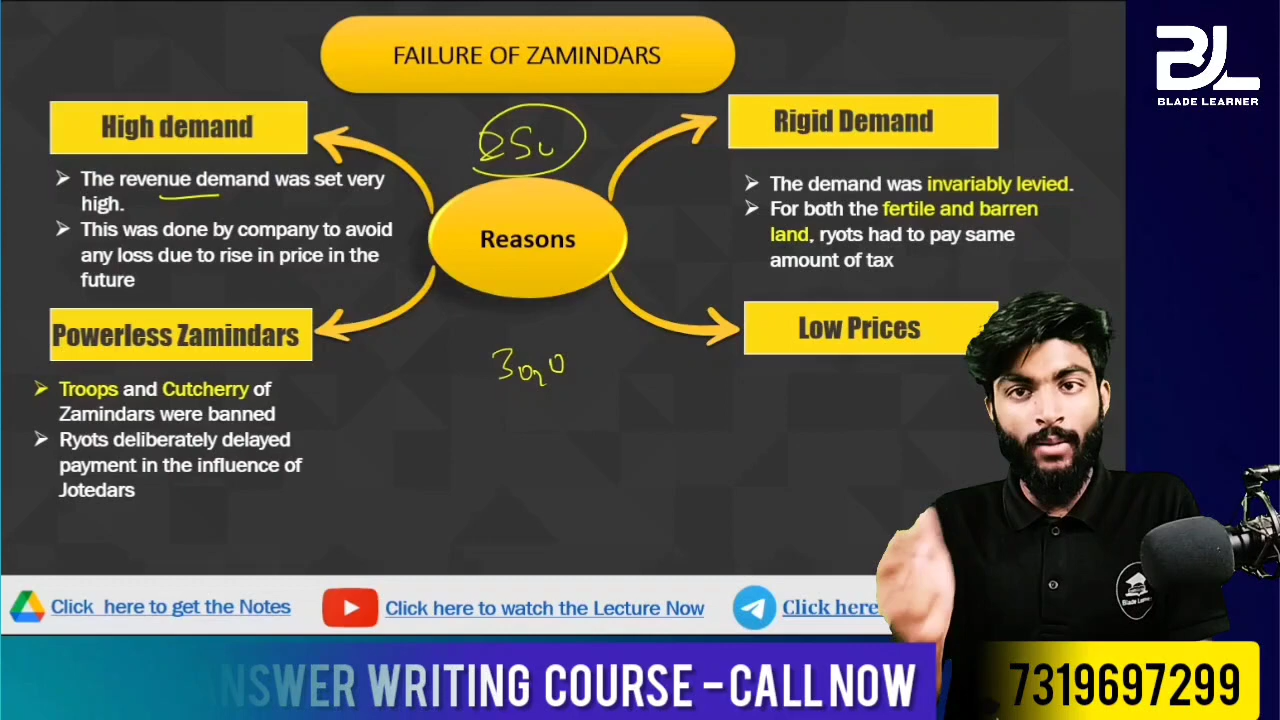 FAILURE OF ZAMINDARS
BL
BLADE LEARNER
High demand
The revenue demand was set very
high.
This was done by company to avoid
any loss due to rise in price in the
future
Powerless Zamindars
Troops and Cutcherry of
Zamindars were banned
Ryots deliberately delayed
payment in the influence of
Jotedars
Reasons
Rigid Demand
The demand was invariably levied.
For both the fertile and barren
land, ryots had to pay same
amount of tax
Low Prices
Click here to get the Notes
Click here to watch the Lecture Now
Click here
NSWER WRITING COURSE – CALL NOW
7319697299